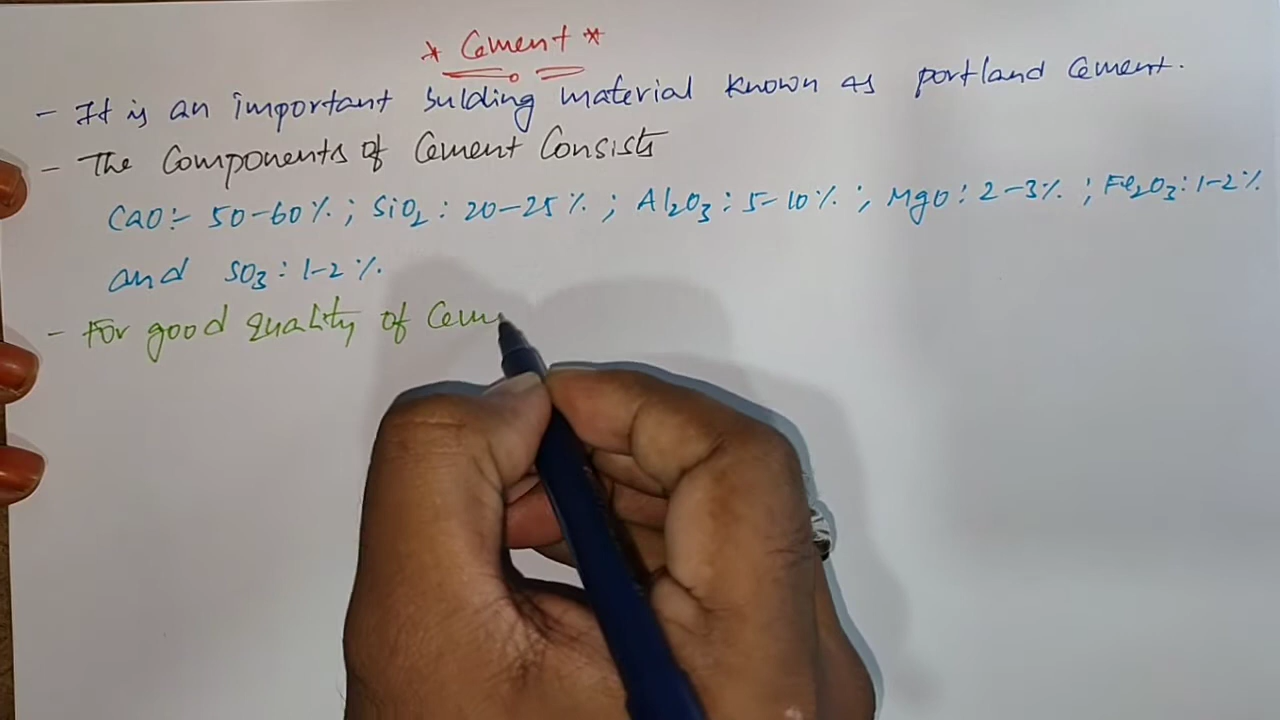 * Cement *
- It is an important bulding material known as portland Cement.
- The Components of Cement Consists
CaO:- 50-60% ; SiO₂ : 20-25% ; Al₂O₃ : 5-10% ; MgO : 2-3% ; Fe₂O₃ : 1-2%
and SO₃ : 1-2%.
- For good quality of Cem